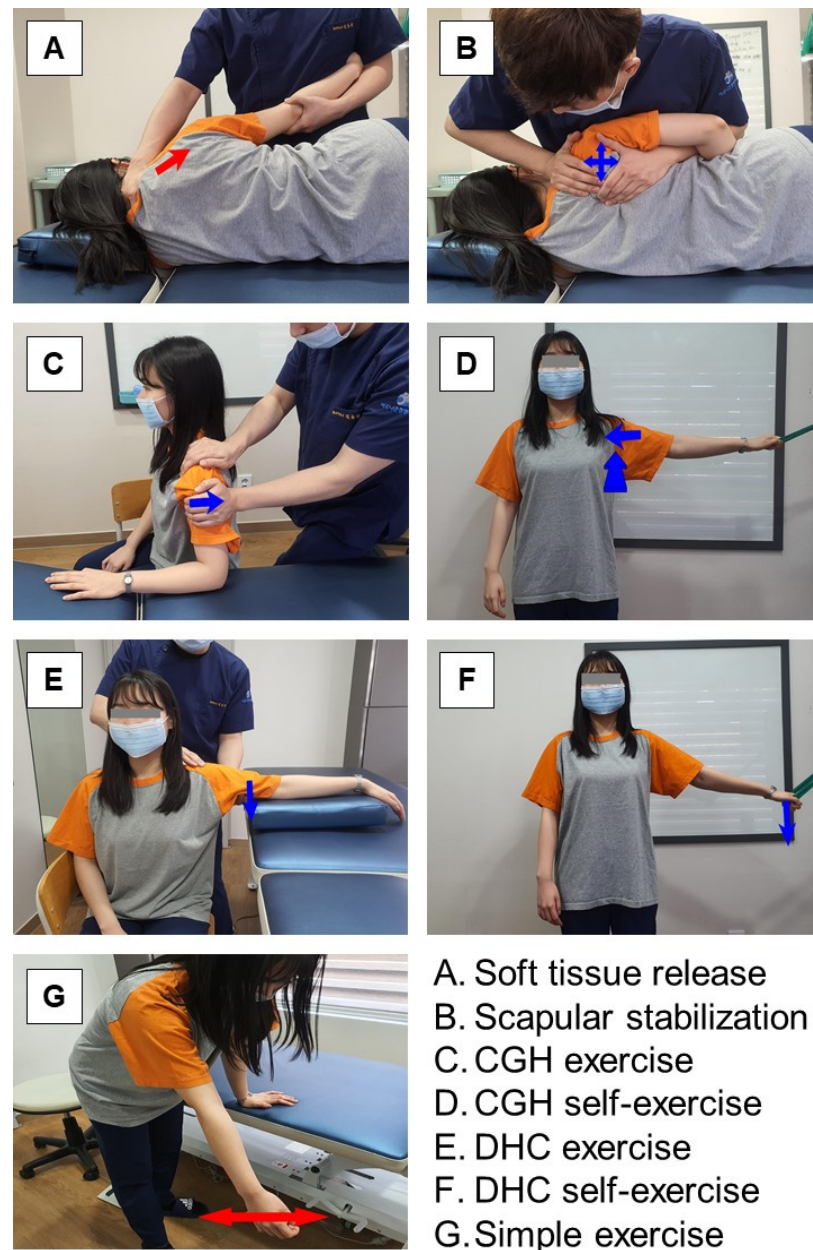 A
B
C
D
E
F
G
A. Soft tissue release
B. Scapular stabilization
C. CGH exercise
D. CGH self-exercise
E. DHC exercise
F. DHC self-exercise
G. Simple exercise